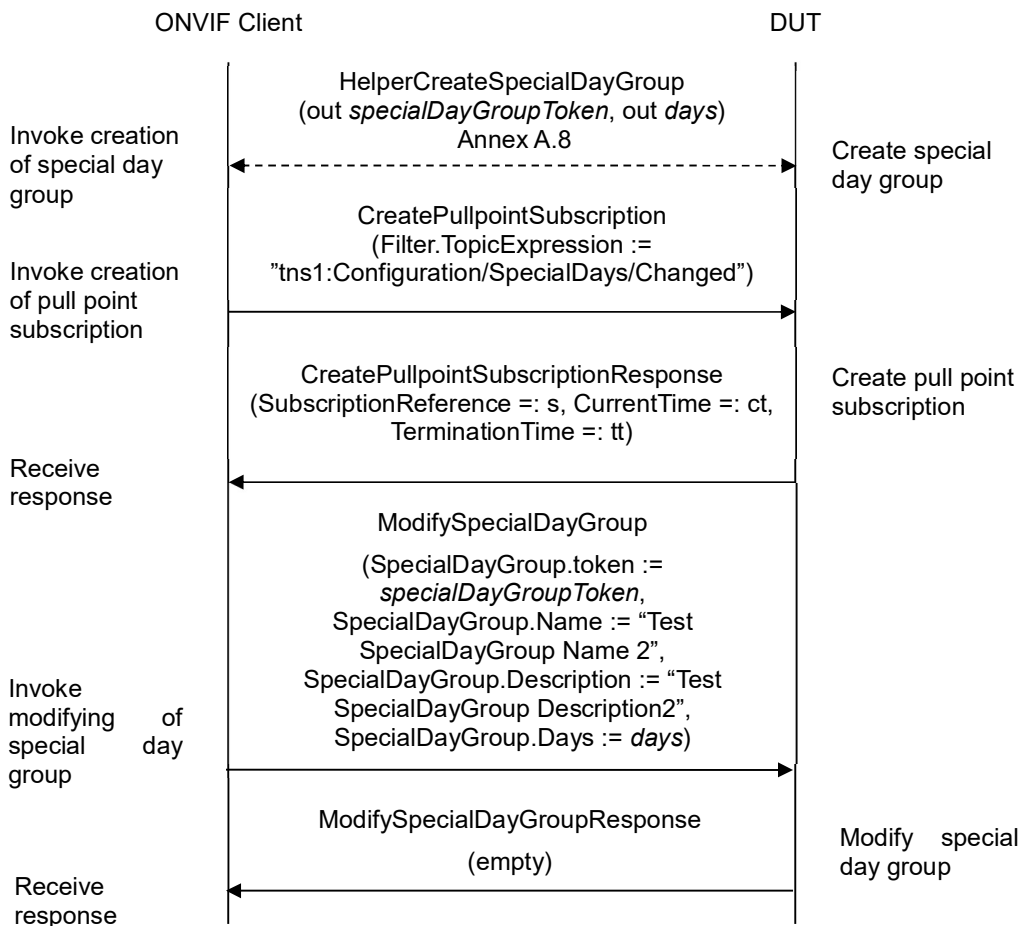 ONVIF Client
DUT
HelperCreateSpecialDayGroup
(out specialDayGroupToken, out days)
Annex A.8
Invoke creation
of special day
group
Create special
day group
CreatePullpointSubscription
(Filter.TopicExpression :=
”tns1:Configuration/SpecialDays/Changed”)
Invoke creation
of pull point
subscription
CreatePullpointSubscriptionResponse
(SubscriptionReference =: s, CurrentTime =: ct,
TerminationTime =: tt)
Create pull point
subscription
Receive
response
ModifySpecialDayGroup
(SpecialDayGroup.token :=
specialDayGroupToken,
SpecialDayGroup.Name := “Test
SpecialDayGroup Name 2”,
SpecialDayGroup.Description := “Test
SpecialDayGroup Description2”,
SpecialDayGroup.Days := days)
Invoke
modifying of
special day
group
ModifySpecialDayGroupResponse
(empty)
Modify special
day group
Receive
response